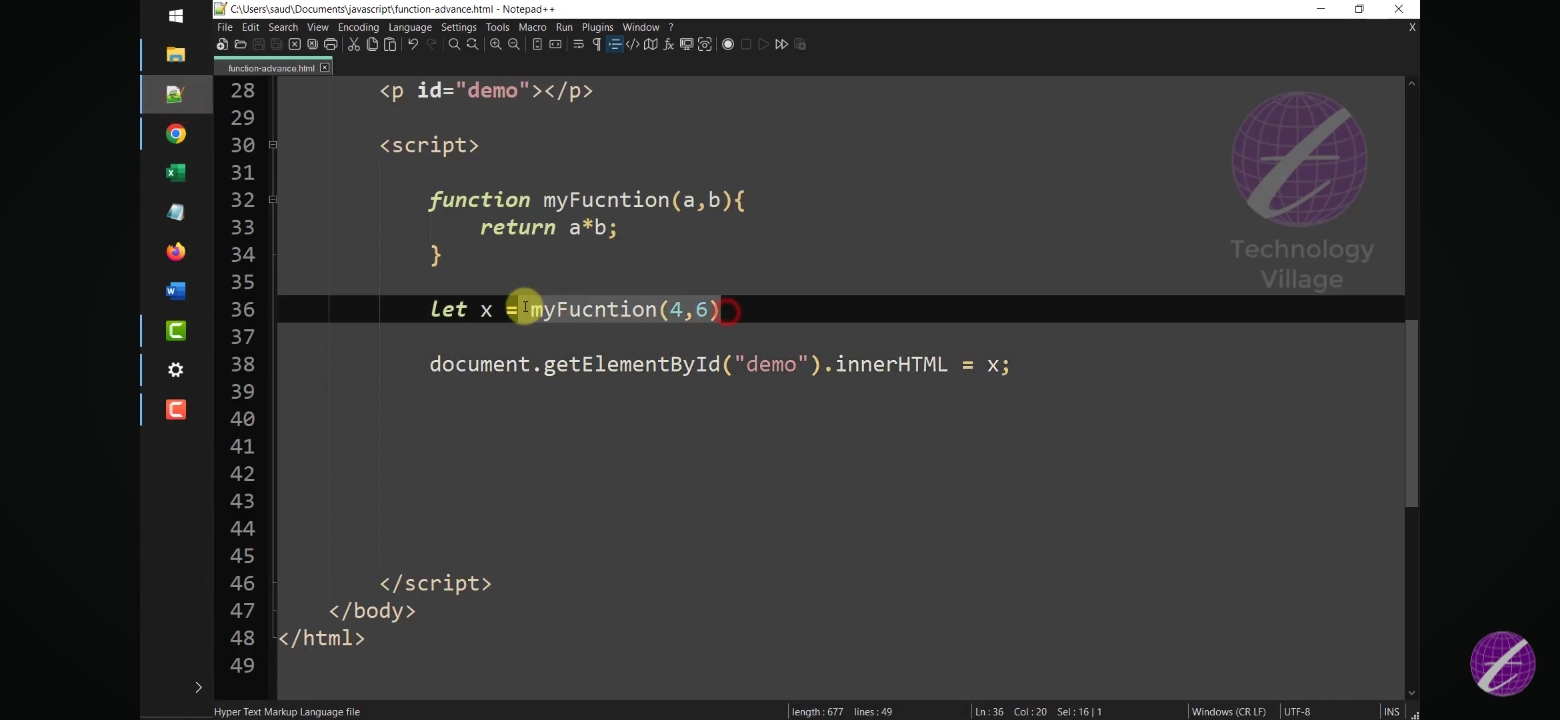 C:\Users\saud\Documents\javascript\function-advance.html - Notepad++
File Edit Search View Encoding Language Settings Tools Macro Run Plugins Window ? X
function-advance.html
28 <p id="demo"></p>
29
30 <script>
31
32 function myFucntion(a,b){
33 return a*b;
34 }
35
36 let x = myFucntion(4,6)
37
38 document.getElementById("demo").innerHTML = x;
39
40
41
42
43
44
45
46 </script>
47 </body>
48 </html>
49
Technology
Village
Hyper Text Markup Language file length : 677 lines : 49 Ln : 36 Col : 20 Sel : 16 | 1 Windows (CR LF) UTF-8 INS